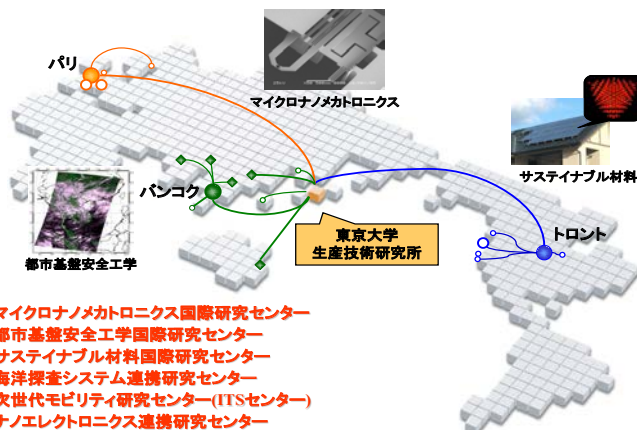 パリ
マイクロナノメカトロニクス
サステイナブル材料
バンコク
都市基盤安全工学
東京大学
生産技術研究所
トロント
マイクロナノメカトロニクス国際研究センター
都市基盤安全工学国際研究センター
サステイナブル材料国際研究センター
海洋探査システム連携研究センター
次世代モビリティ研究センター(ITSセンター)
ナノエレクトロニクス連携研究センター